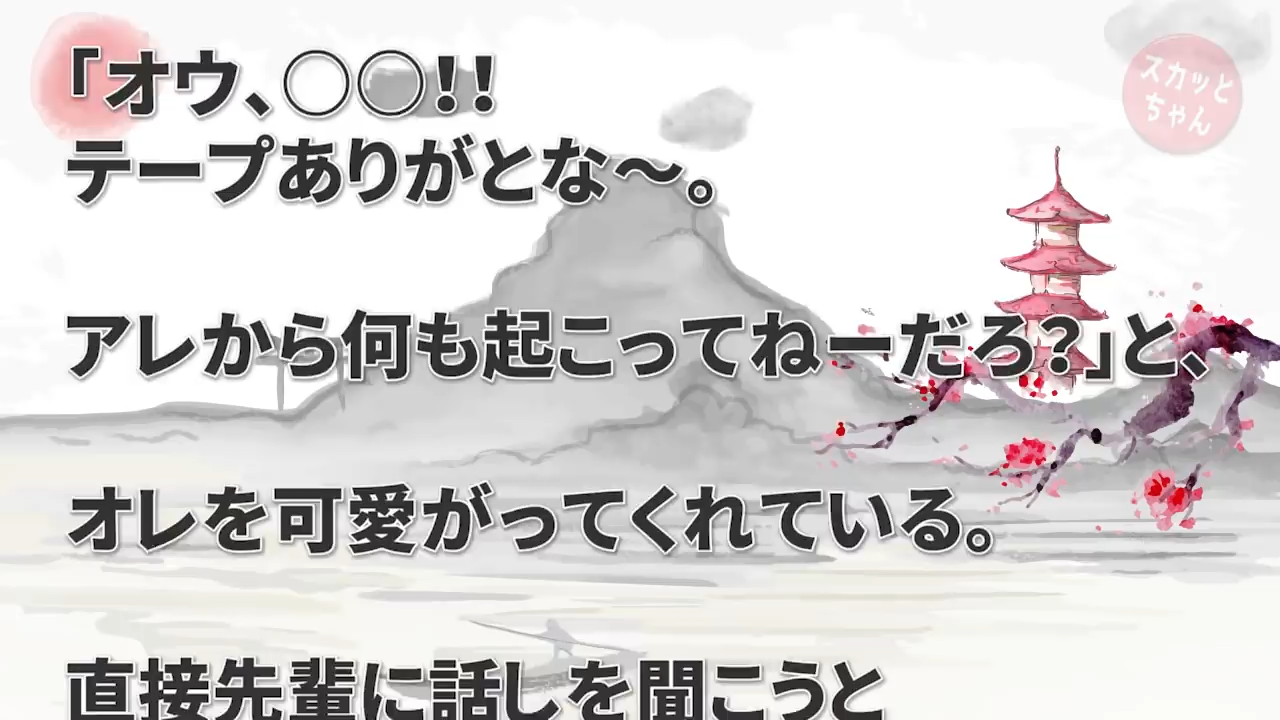 「オウ、○○!!
テープありがとな～。
アレから何も起こってねーだろ?」と、
オレを可愛がってくれている。
直接先輩に話しを聞こうと
スカッと
ちゃん